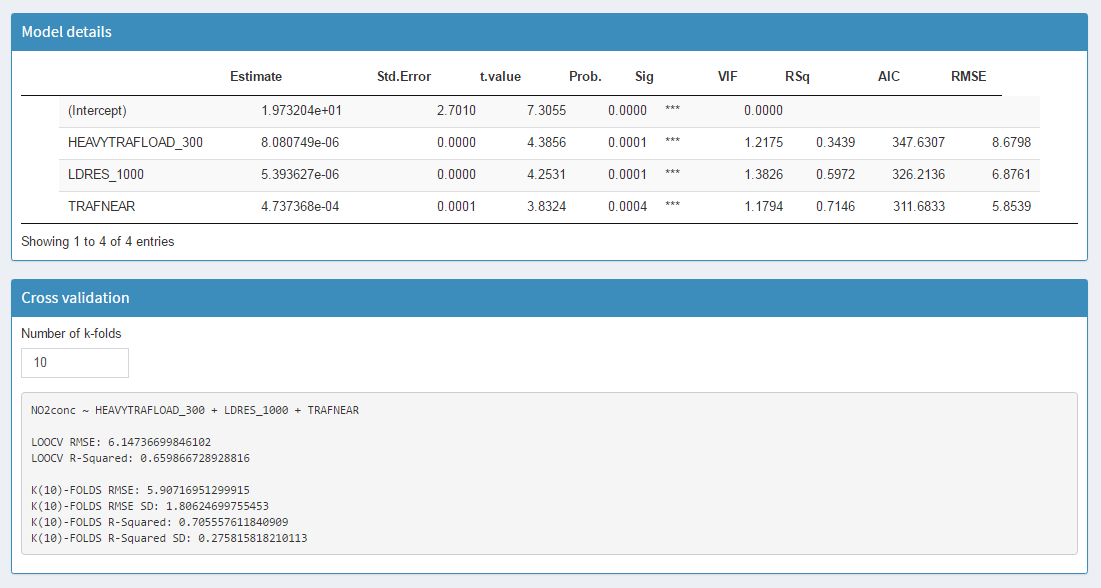 Model details
Estimate Std.Error t.value Prob. Sig VIF RSq AIC RMSE
(Intercept) 1.973204e+01 2.7010 7.3055 0.0000 *** 0.0000
HEAVYTRAFLOAD_300 8.080749e-06 0.0000 4.3856 0.0001 *** 1.2175 0.3439 347.6307 8.6798
LDRES_1000 5.393627e-06 0.0000 4.2531 0.0001 *** 1.3826 0.5972 326.2136 6.8761
TRAFNEAR 4.737368e-04 0.0001 3.8324 0.0004 *** 1.1794 0.7146 311.6833 5.8539
Showing 1 to 4 of 4 entries
Cross validation
Number of k-folds
10
NO2conc ~ HEAVYTRAFLOAD_300 + LDRES_1000 + TRAFNEAR
LOOCV RMSE: 6.14736699846102
LOOCV R-Squared: 0.659866728928816
K(10)-FOLDS RMSE: 5.90716951299915
K(10)-FOLDS RMSE SD: 1.80624699755453
K(10)-FOLDS R-Squared: 0.705557611840909
K(10)-FOLDS R-Squared SD: 0.275815818210113